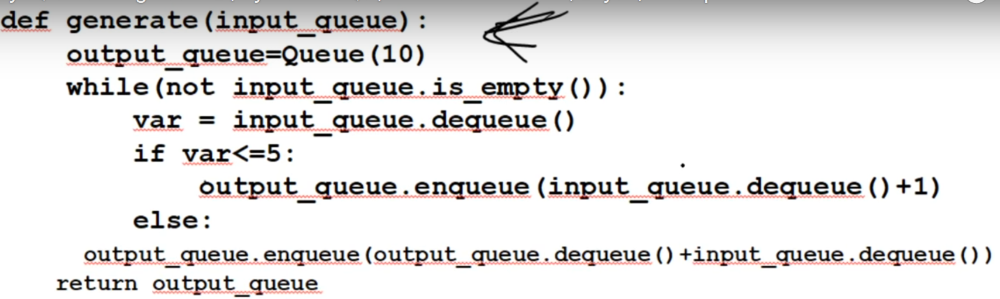 def generate(input_queue):
output_queue=Queue(10)
while(not input_queue.is_empty()):
var = input_queue.dequeue()
if var<=5:
output_queue.enqueue(input_queue.dequeue()+1)
else:
output_queue.enqueue(output_queue.dequeue()+input_queue.dequeue())
return output_queue